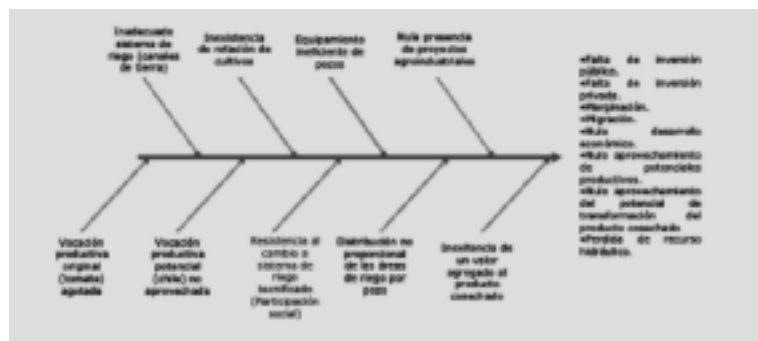 Inadecuado
sistema de
riego (canales
de tierra)
Inexistencia
de rotación de
cultivos
Equipamiento
ineficiente de
pozos
Nula presencia
de proyectos
agroindustriales
Vocación
productiva
original
(tomate)
agotada
Vocación
productiva
potencial
(chile) no
aprovechada
Resistencia al
cambio a
sistema de
riego
tecnificado
(Participación
social)
Distribución no
proporcional
de las áreas
de riego por
pozo
Inexistencia de
un valor
agregado al
producto
cosechado
•Falta de inversión
pública.
•Falta de inversión
privada.
•Marginación.
•Migración.
•Nulo desarrollo
económico.
•Nulo aprovechamiento
de potenciales
productivos.
•Nulo aprovechamiento
del potencial de
transformación del
producto cosechado
•Perdida de recurso
hidráulico.